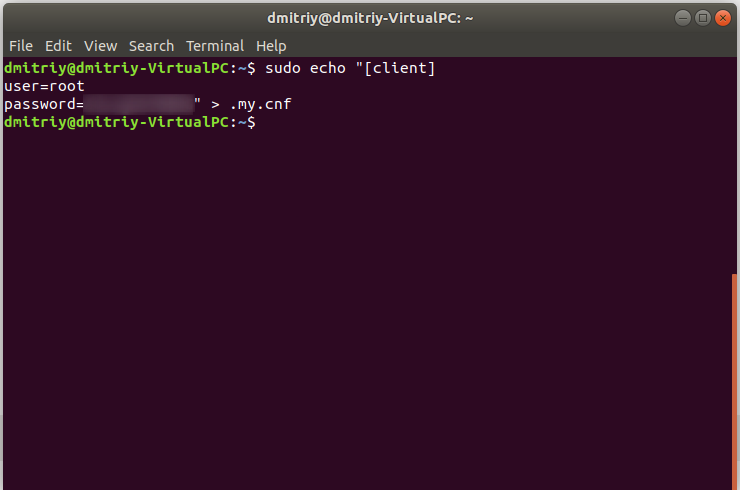 dmitriy@dmitriy-VirtualPC: ~
File Edit View Search Terminal Help
dmitriy@dmitriy-VirtualPC:~$ sudo echo "[client]
user=root
password=" > .my.cnf
dmitriy@dmitriy-VirtualPC:~$